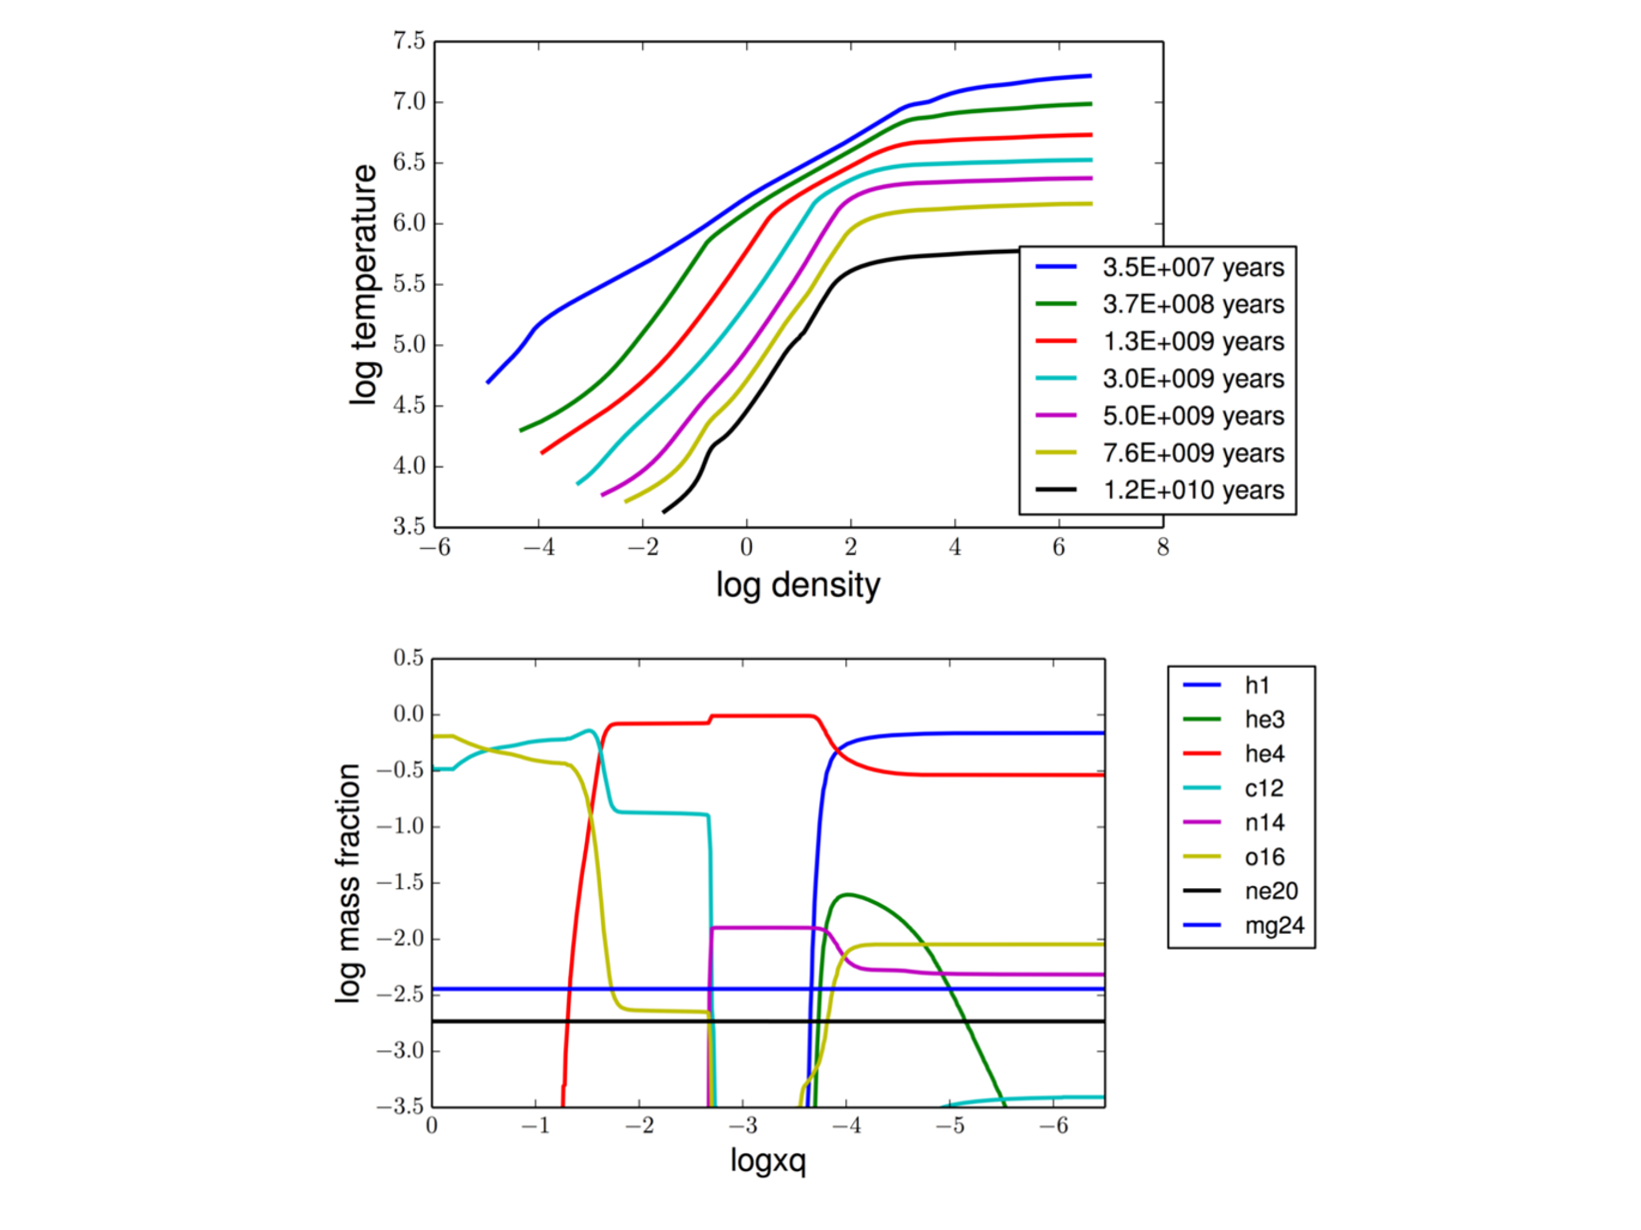 7.5
7.0
6.5
6.0
5.5
5.0
4.5
4.0
3.5
log temperature
−6 −4 −2 0 2 4 6 8
log density
3.5E+007 years
3.7E+008 years
1.3E+009 years
3.0E+009 years
5.0E+009 years
7.6E+009 years
1.2E+010 years
0.5
0.0
−0.5
−1.0
−1.5
−2.0
−2.5
−3.0
−3.5
log mass fraction
0 −1 −2 −3 −4 −5 −6
logxq
h1
he3
he4
c12
n14
o16
ne20
mg24